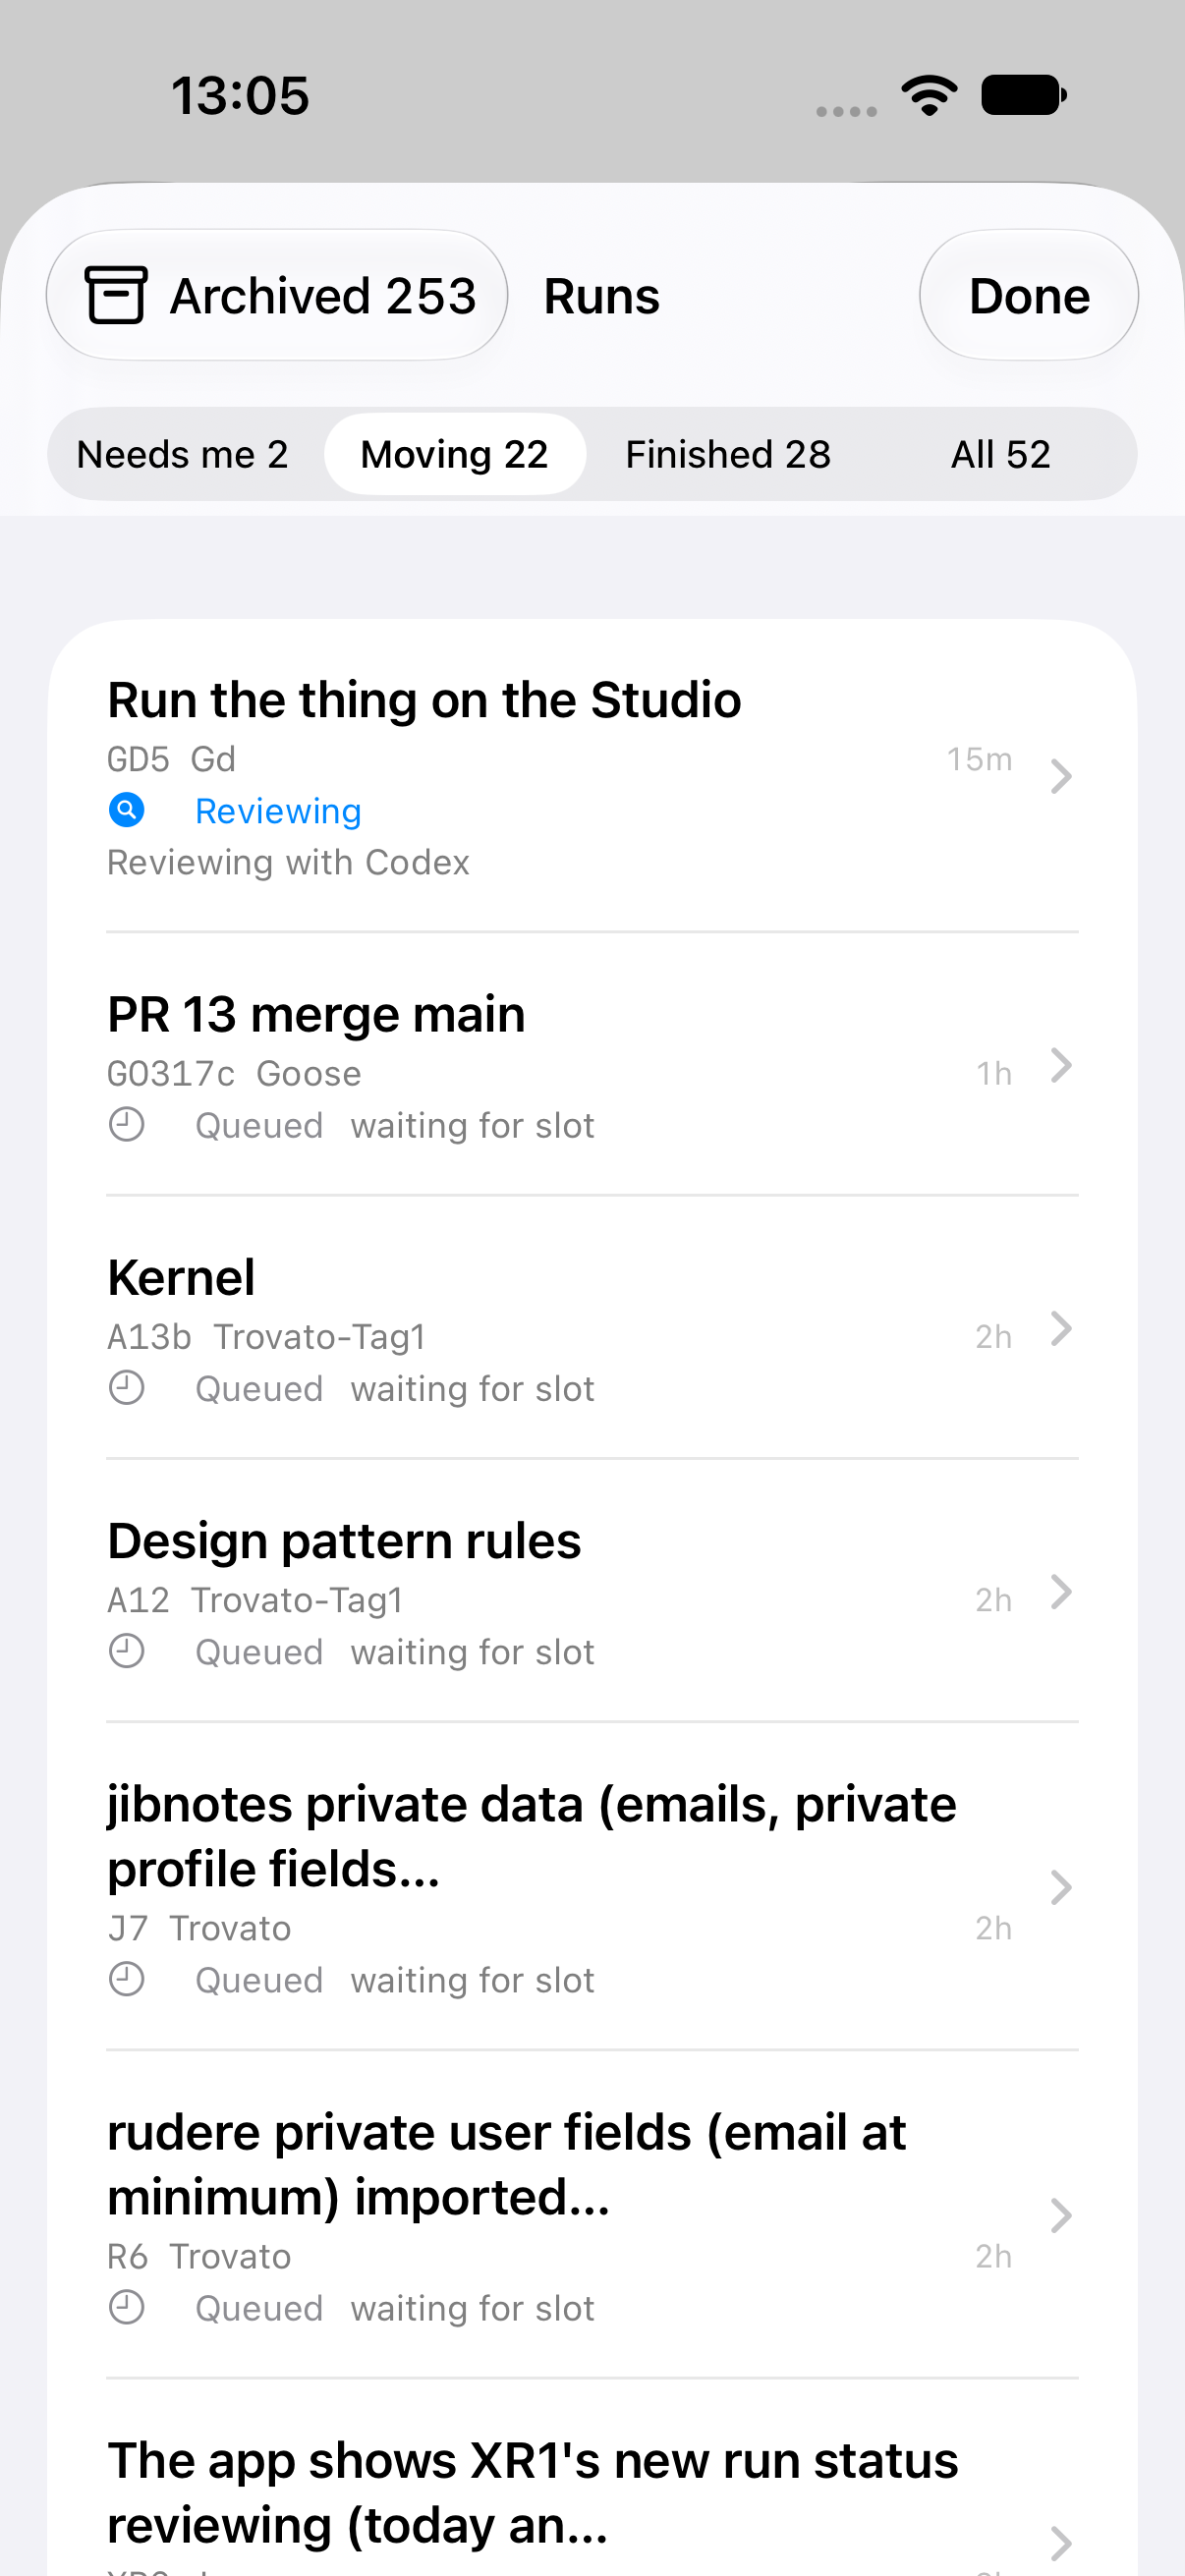 13:05
Archived 253
Runs
Done
Needs me 2
Moving 22
Finished 28
All 52
Run the thing on the Studio
GD5 Gd
15m
Reviewing
Reviewing with Codex
PR 13 merge main
GO317c Goose
1h
Queued waiting for slot
Kernel
A13b Trovato-Tag1
2h
Queued waiting for slot
Design pattern rules
A12 Trovato-Tag1
2h
Queued waiting for slot
jibnotes private data (emails, private
profile fields...
J7 Trovato
2h
Queued waiting for slot
rudere private user fields (email at
minimum) imported...
R6 Trovato
2h
Queued waiting for slot
The app shows XR1's new run status
reviewing (today an...